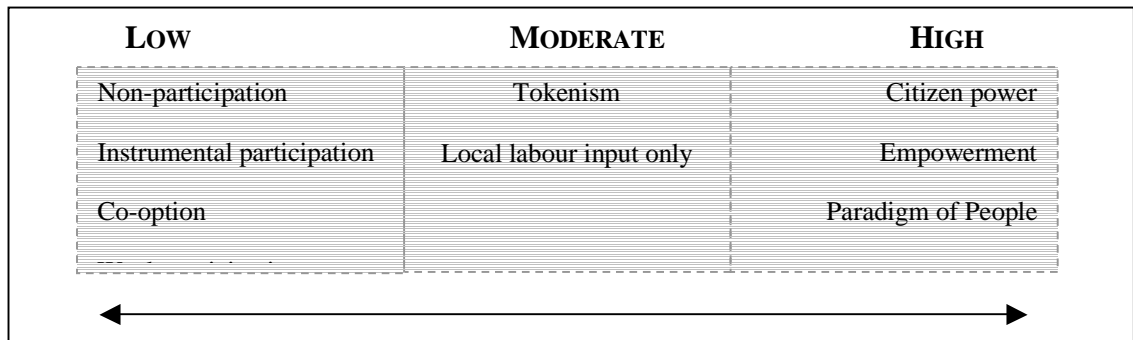 LOW MODERATE HIGH
Non-participation Tokenism Citizen power
Instrumental participation Local labour input only Empowerment
Co-option Paradigm of People